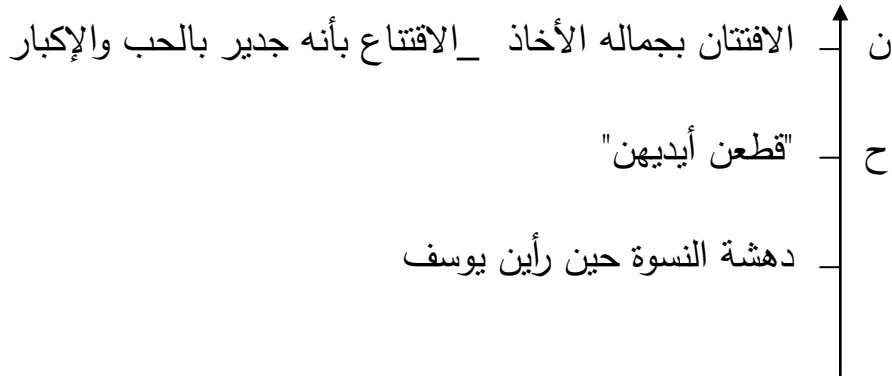 ن الافتتان بجماله الأخاذ _الاقتناع بأنه جدير بالحب والإكبار
ح "قطعن أيديهن"
دهشة النسوة حين رأين يوسف